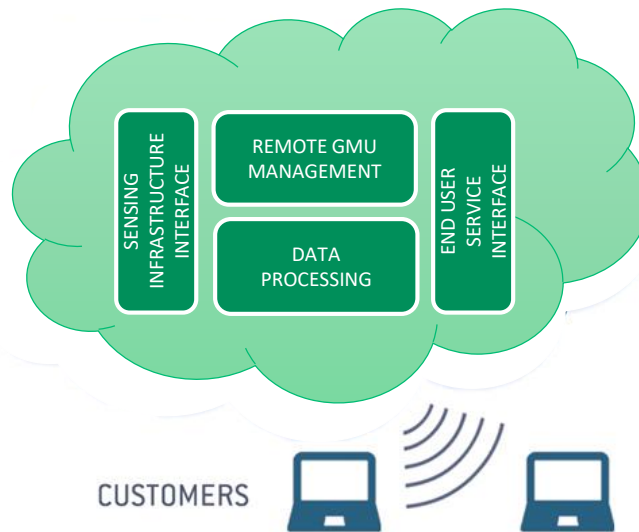 SENSING
INFRASTRUCTURE
INTERFACE
REMOTE GMU
MANAGEMENT
DATA
PROCESSING
END USER
SERVICE
INTERFACE
CUSTOMERS